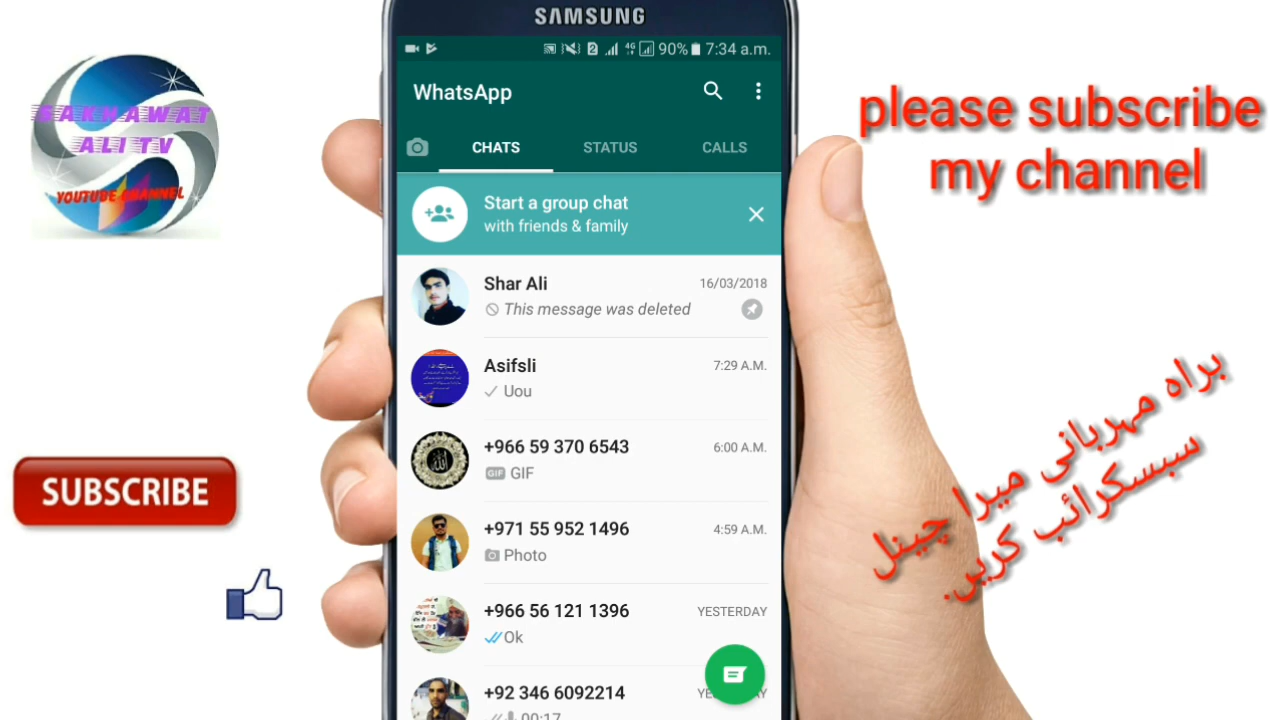 SAMSUNG
4G 90% 7:34 a.m.
WhatsApp
CHATS STATUS CALLS
Start a group chat
with friends & family
Shar Ali 16/03/2018
This message was deleted
Asifsli 7:29 A.M.
Uou
+966 59 370 6543 6:00 A.M.
GIF GIF
+971 55 952 1496 4:59 A.M.
Photo
+966 56 121 1396 YESTERDAY
Ok
+92 346 6092214
00:17
SAKHAWAT
ALI TV
YOUTUBE CHANNEL
SUBSCRIBE
please subscribe
my channel
براہ مہربانی میرا چینل
سبسکرائب کریں.